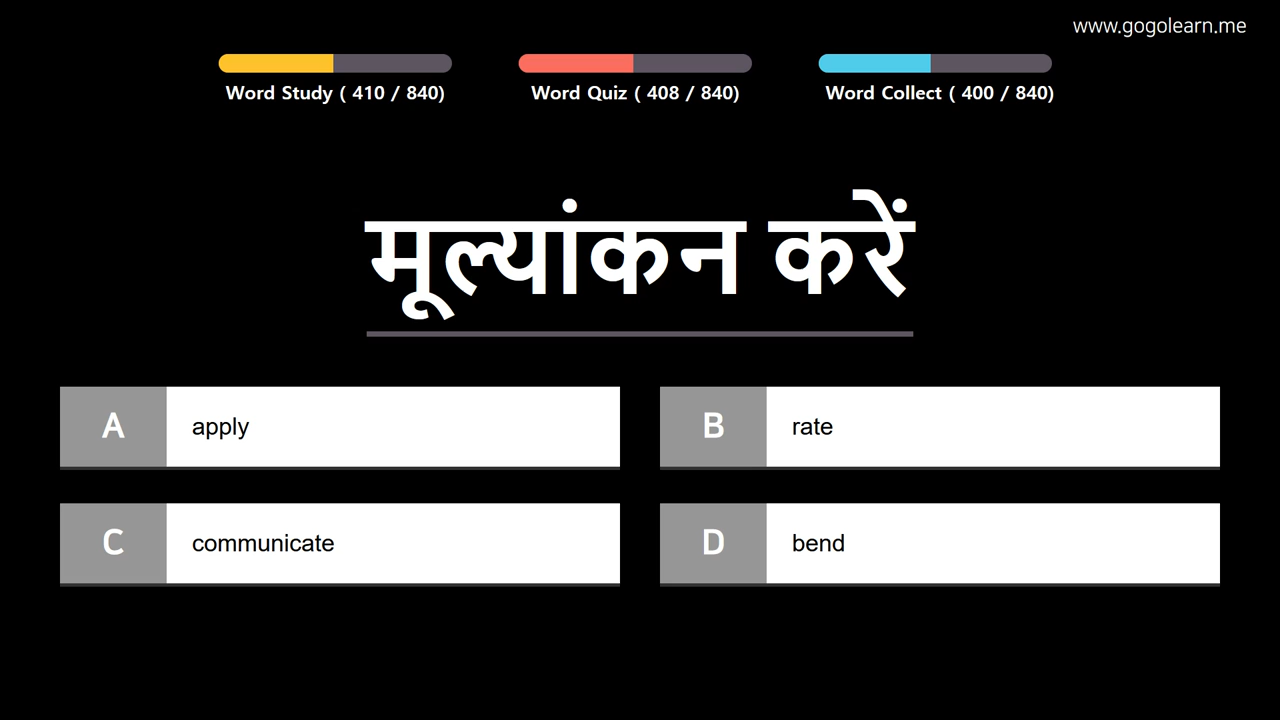 www.gogolearn.me
Word Study ( 410 / 840)
Word Quiz ( 408 / 840)
Word Collect ( 400 / 840)
मूल्यांकन करें
A apply
B rate
C communicate
D bend